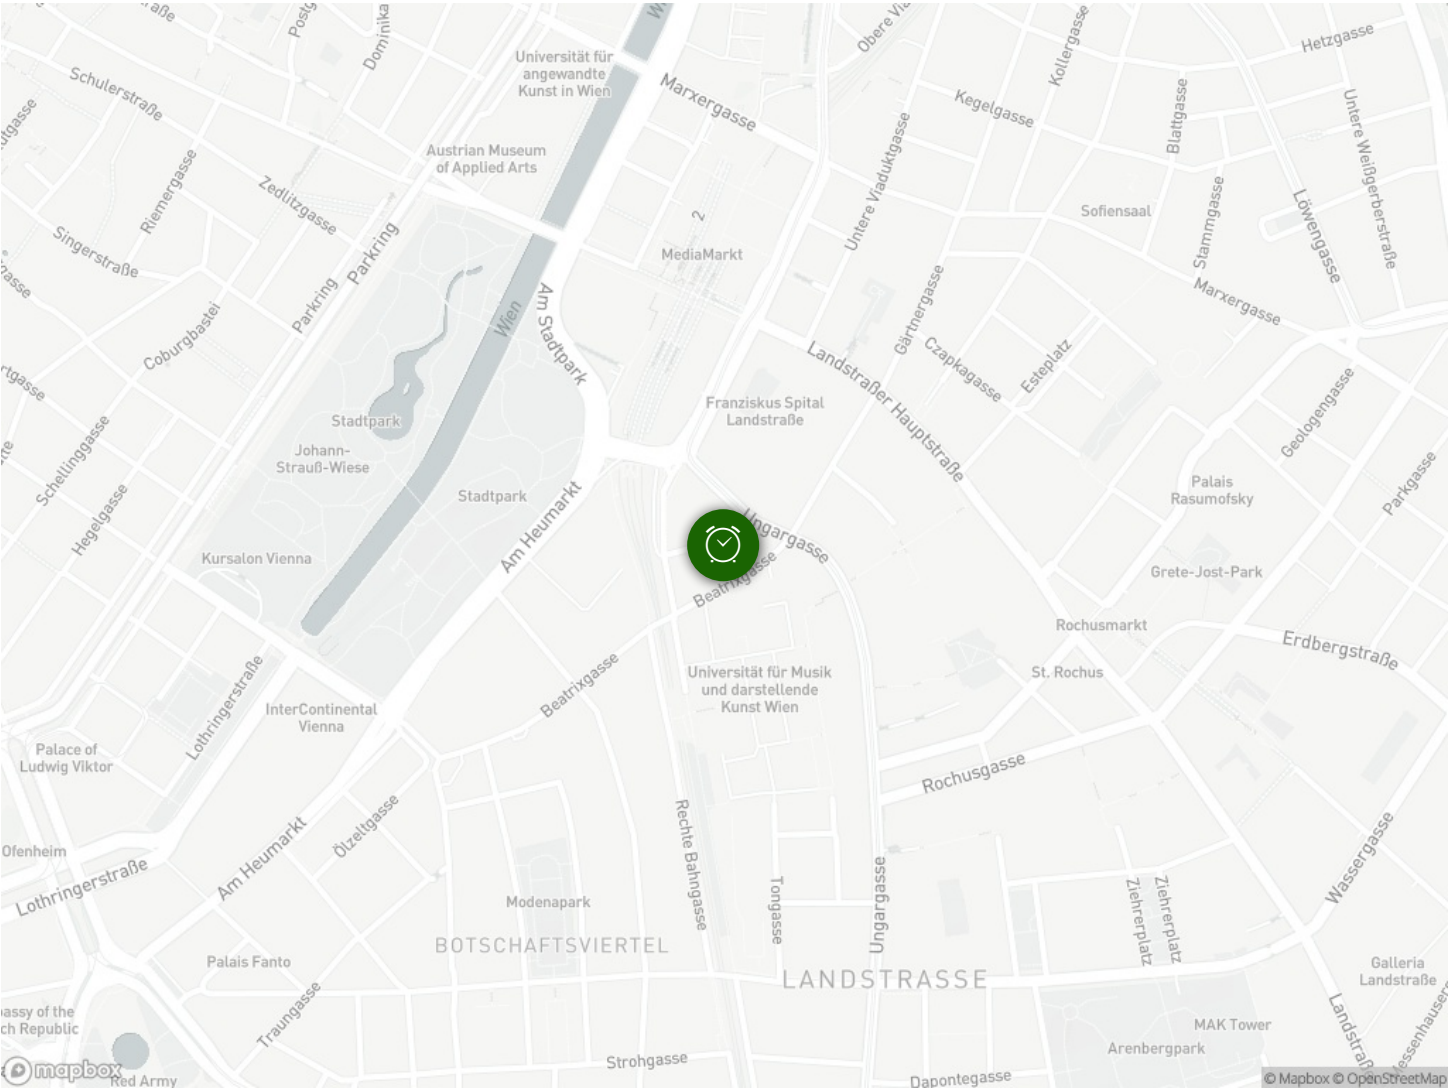 Schulerstraße
Dominika
Universität für
angewandte
Kunst in Wien
Marxergasse
Kollergasse
Hetzgasse
Kegelgasse
Blattgasse
Untere Weißgerberstraße
Austrian Museum
of Applied Arts
Riemergasse
Zedlitzgasse
Untere Viaduktgasse
Sofiensaal
Stammgasse
Löwengasse
Singerstraße
Parkring
Parkring
2
MediaMarkt
Wien
Am Stadtpark
Marxergasse
Coburgbastei
Gärtnergasse
Czapkagasse
Esteplatz
Landstraßer Hauptstraße
Geologengasse
Stadtpark
Johann-
Strauß-Wiese
Franziskus Spital
Landstraße
Schellinggasse
Hegelgasse
Stadtpark
Am Heumarkt
Palais
Rasumofsky
Parkgasse
Kursalon Vienna
Ungargasse
Beatrixgasse
Grete-Jost-Park
Rochusmarkt
Erdbergstraße
St. Rochus
Lothringerstraße
Beatrixgasse
Universität für Musik
und darstellende
Kunst Wien
InterContinental
Vienna
Palace of
Ludwig Viktor
Rochusgasse
Ölzeltgasse
Am Heumarkt
Ofenheim
Lothringerstraße
Rechte Bahngasse
Tongasse
Ungargasse
Ziehrerplatz
Ziehrerplatz
Wassergasse
Modenapark
BOTSCHAFTSVIERTEL
LANDSTRASSE
Palais Fanto
Galleria
Landstraße
Traungasse
MAK Tower
Arenbergpark
Strohgasse
Dapontegasse
Red Army
mapbox
© Mapbox © OpenStreetMap